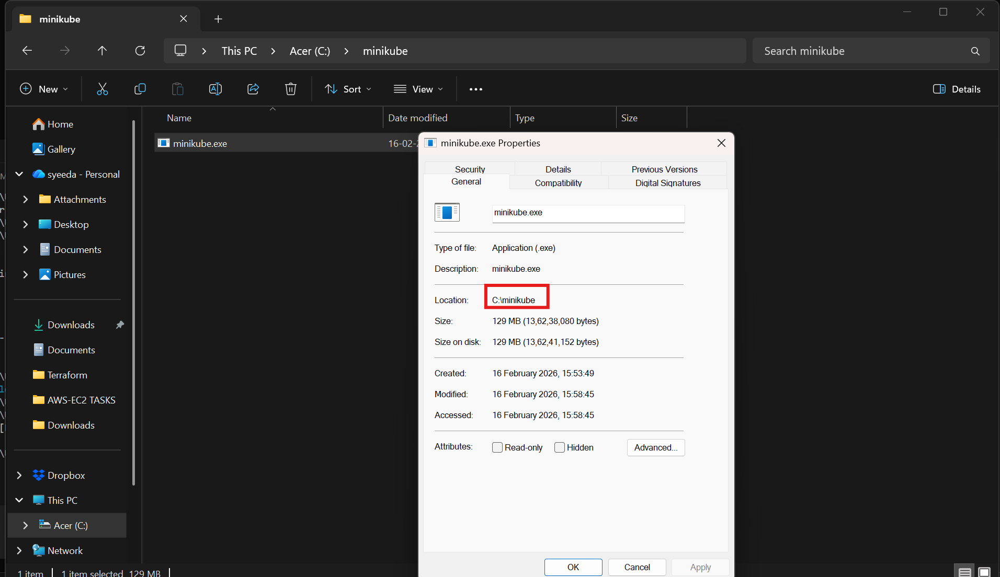 minikube
This PC > Acer (C:) > minikube
Search minikube
New
Sort
View
Details
Name
Date modified
Type
Size
Home
Gallery
syeeda - Personal
Attachments
Desktop
Documents
Pictures
Downloads
Documents
Terraform
AWS-EC2 TASKS
Downloads
Dropbox
This PC
Acer (C:)
Network
minikube.exe
16-02-
minikube.exe Properties
Security
Details
Previous Versions
General
Compatibility
Digital Signatures
minikube.exe
Type of file: Application (.exe)
Description: minikube.exe
Location: C:\minikube
Size: 129 MB (13,62,38,080 bytes)
Size on disk: 129 MB (13,62,41,152 bytes)
Created: 16 February 2026, 15:53:49
Modified: 16 February 2026, 15:58:45
Accessed: 16 February 2026, 15:58:45
Attributes: Read-only Hidden Advanced...
OK Cancel Apply
1 item 1 item selected 129 MB